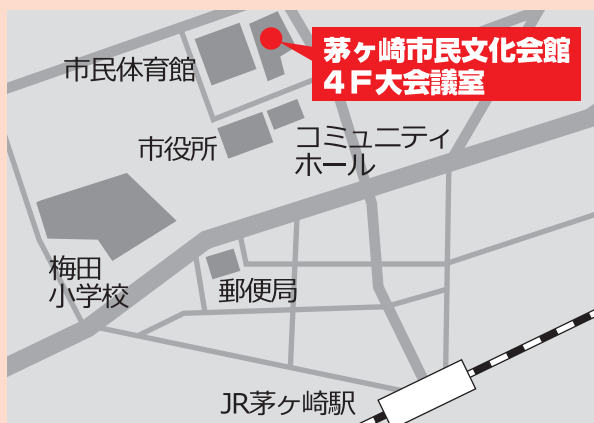 茅ヶ崎市民文化会館
4F大会議室
市民体育館
市役所
コミュニティ
ホール
梅田
小学校
郵便局
JR茅ヶ崎駅